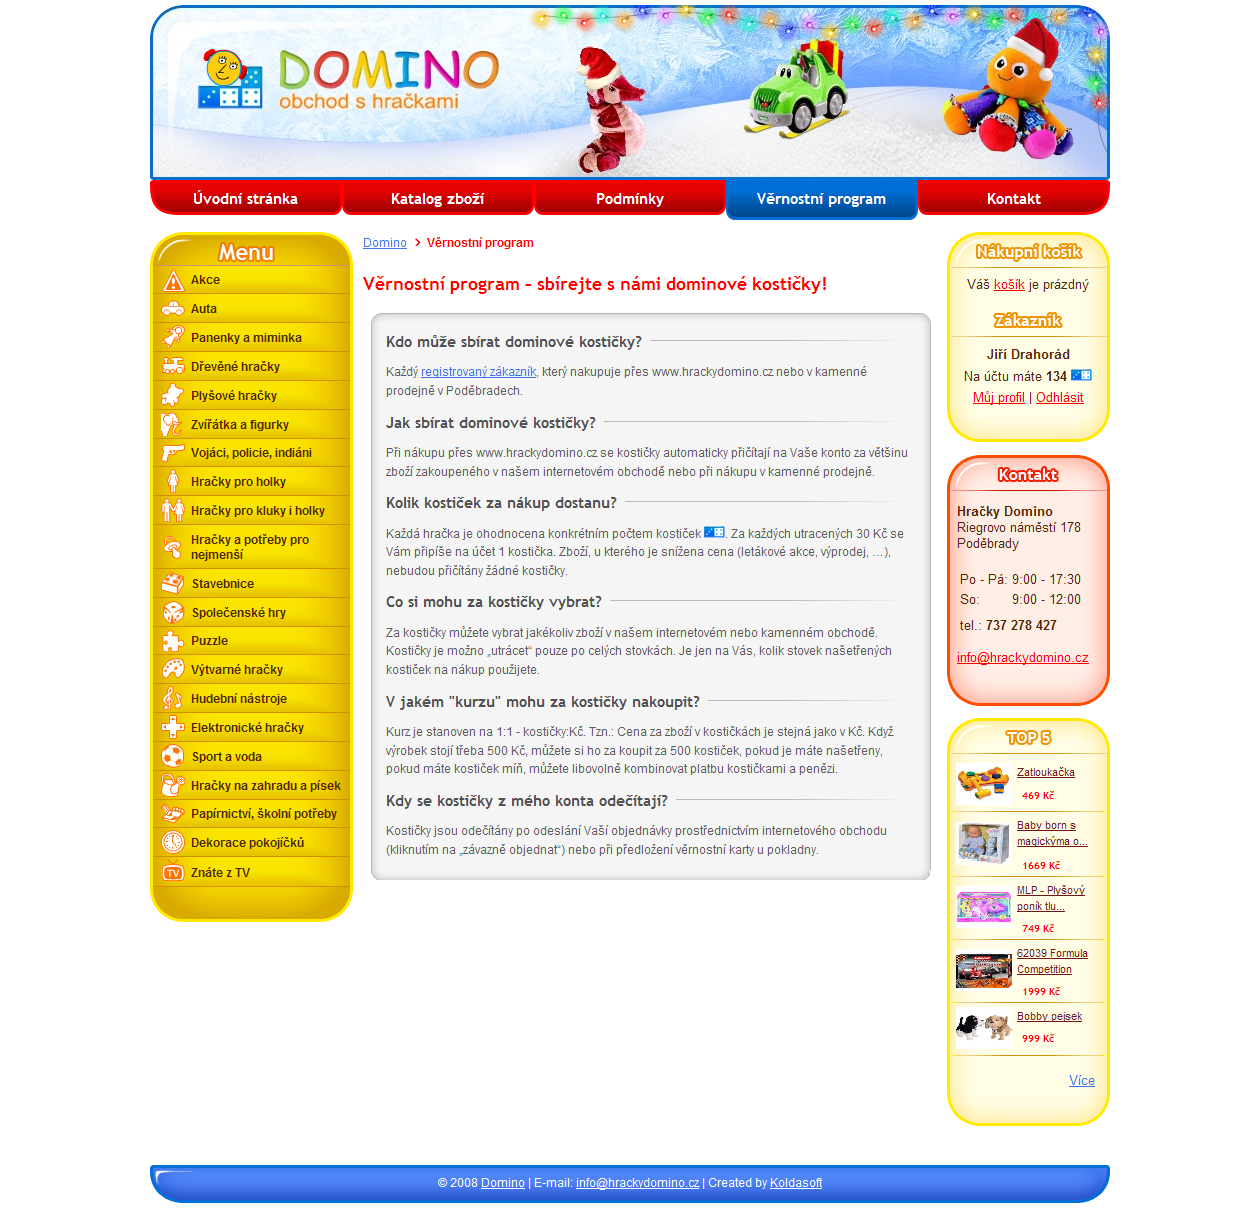 DOMINO
obchod s hračkami
Úvodní stránka
Katalog zboží
Podmínky
Věrnostní program
Kontakt
Menu
Akce
Auta
Panenky a miminka
Dřevěné hračky
Plyšové hračky
Zvířátka a figurky
Vojáci, policie, indiáni
Hračky pro holky
Hračky pro kluky i holky
Hračky a potřeby pro
nejmenší
Stavebnice
Společenské hry
Puzzle
Výtvarné hračky
Hudební nástroje
Elektronické hračky
Sport a voda
Hračky na zahradu a písek
Papírnictví, školní potřeby
Dekorace pokojíčků
TV Znáte z TV
Domino > Věrnostní program
Věrnostní program - sbírejte s námi dominové kostičky!
Kdo může sbírat dominové kostičky?
Každý registrovaný zákazník, který nakupuje přes www.hrackydomino.cz nebo v kamenné
prodejně v Poděbradech.
Jak sbírat dominové kostičky?
Při nákupu přes www.hrackydomino.cz se kostičky automaticky přičítají na Vaše konto za většinu
zboží zakoupeného v našem internetovém obchodě nebo při nákupu v kamenné prodejně.
Kolik kostiček za nákup dostanu?
Každá hračka je ohodnocena konkrétním počtem kostiček . Za každých utracených 30 Kč se
Vám připíše na účet 1 kostička. Zboží, u kterého je snížena cena (letákové akce, výprodej, ...),
nebudou přičítány žádné kostičky.
Co si mohu za kostičky vybrat?
Za kostičky můžete vybrat jakékoliv zboží v našem internetovém nebo kamenném obchodě.
Kostičky je možno „utrácet“ pouze po celých stovkách. Je jen na Vás, kolik stovek našetřených
kostiček na nákup použijete.
V jakém "kurzu" mohu za kostičky nakoupit?
Kurz je stanoven na 1:1 - kostičky:Kč. Tzn.: Cena za zboží v kostičkách je stejná jako v Kč. Když
výrobek stojí třeba 500 Kč, můžete si ho za koupit za 500 kostiček, pokud je máte našetřeny,
pokud máte kostiček míň, můžete libovolně kombinovat platbu kostičkami a penězi.
Kdy se kostičky z mého konta odečítají?
Kostičky jsou odečítány po odeslání Vaší objednávky prostřednictvím internetového obchodu
(kliknutím na „závazně objednat“) nebo při předložení věrnostní karty u pokladny.
Nákupní košík
Váš košík je prázdný
Zákazník
Jiří Drahorád
Na účtu máte 134
Můj profil | Odhlásit
Kontakt
Hračky Domino
Riegrovo náměstí 178
Poděbrady
Po - Pá: 9:00 - 17:30
So: 9:00 - 12:00
tel.: 737 278 427
info@hrackydomino.cz
TOP 5
Zatloukačka
469 Kč
Baby born s
magickýma o...
1669 Kč
MLP - Plyšový
poník tlu...
749 Kč
62039 Formula
Competition
1999 Kč
Bobby pejsek
999 Kč
Více
© 2008 Domino | E-mail: info@hrackydomino.cz | Created by Koldasoft